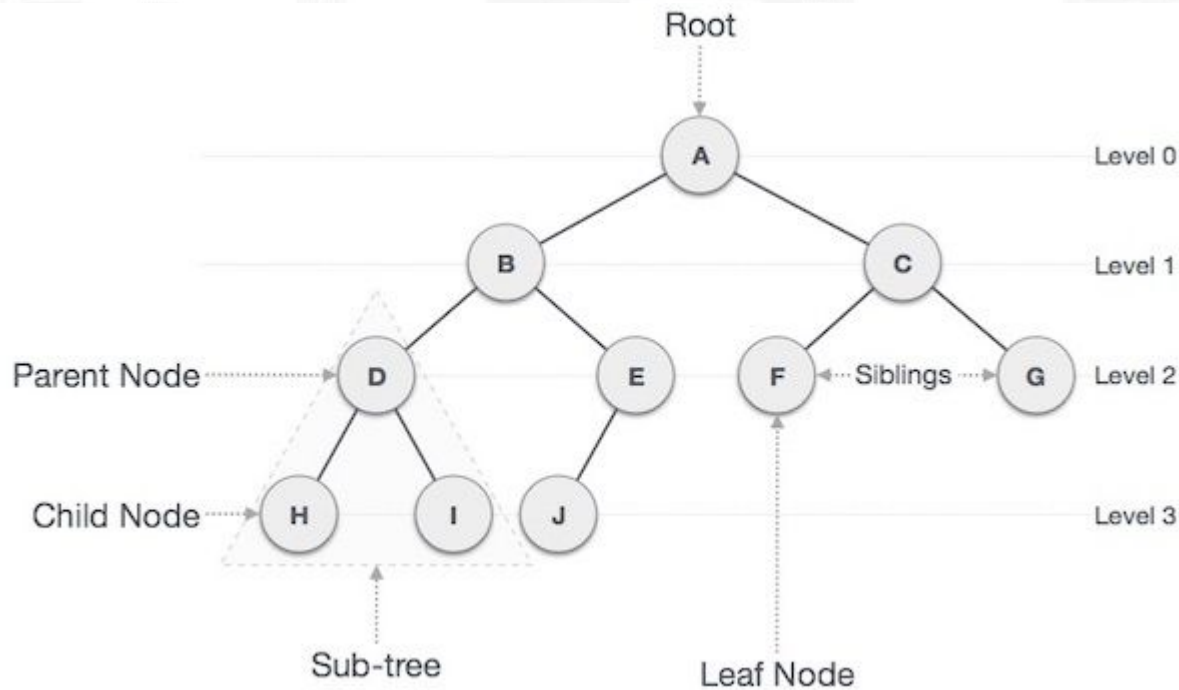 Root
A
Level 0
B
C
Level 1
Parent Node
D
E
F
Siblings
G
Level 2
Child Node
H
I
J
Level 3
Sub-tree
Leaf Node